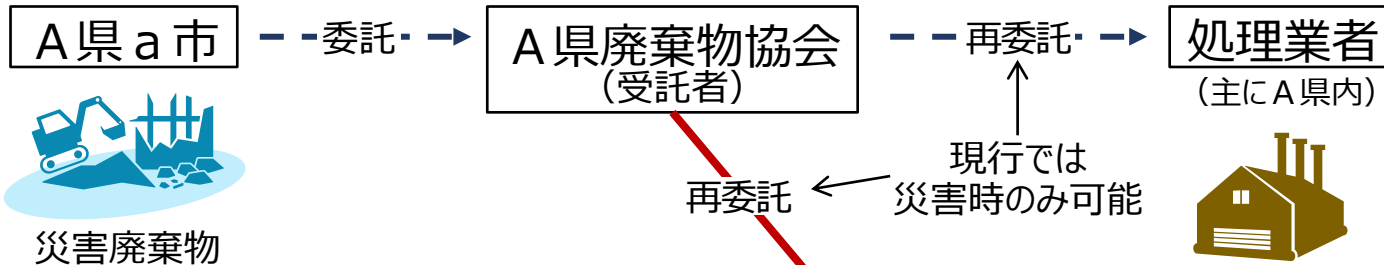 A県a市
委託
A県廃棄物協会
（受託者）
再委託
処理業者
（主にA県内）
現行では
災害時のみ可能
再委託
災害廃棄物